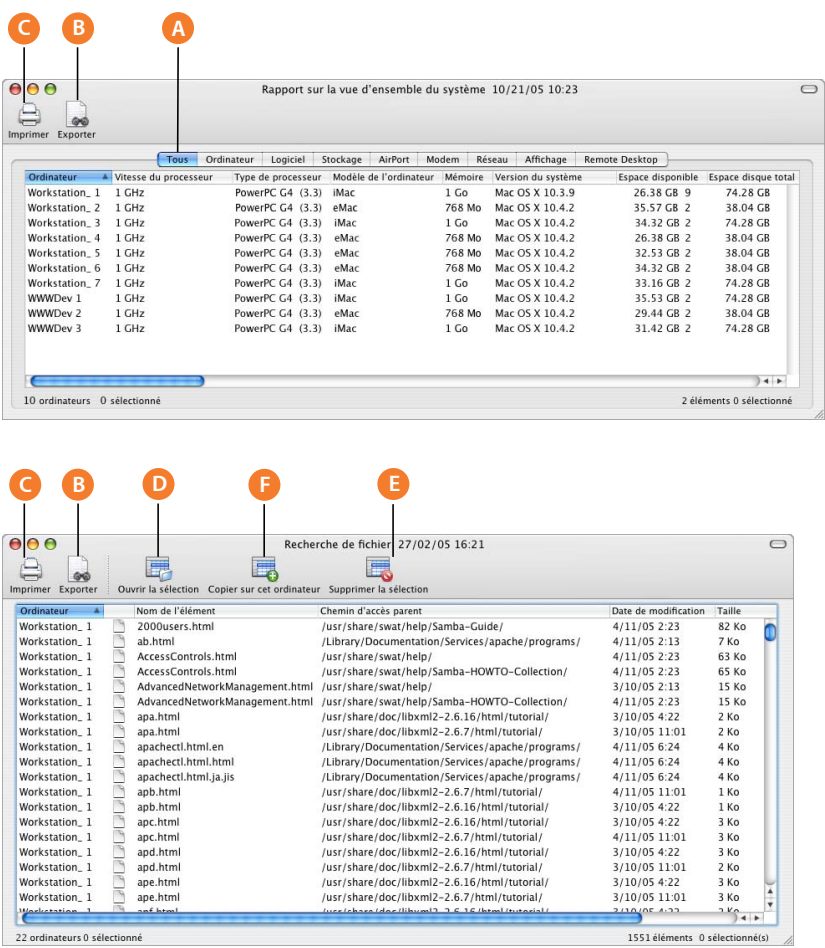 C B A
Rapport sur la vue d'ensemble du système 10/21/05 10:23
Imprimer Exporter
Tous Ordinateur Logiciel Stockage AirPort Modem Réseau Affichage Remote Desktop
Ordinateur Vitesse du processeur Type de processeur Modèle de l'ordinateur Mémoire Version du système Espace disponible Espace disque total
Workstation_ 1 1 GHz PowerPC G4 (3.3) iMac 1 Go Mac OS X 10.3.9 26.38 GB 9 74.28 GB
Workstation_ 2 1 GHz PowerPC G4 (3.3) eMac 768 Mo Mac OS X 10.4.2 35.57 GB 2 38.04 GB
Workstation_ 3 1 GHz PowerPC G4 (3.3) iMac 1 Go Mac OS X 10.4.2 34.32 GB 2 74.28 GB
Workstation_ 4 1 GHz PowerPC G4 (3.3) eMac 768 Mo Mac OS X 10.4.2 26.38 GB 2 38.04 GB
Workstation_ 5 1 GHz PowerPC G4 (3.3) eMac 768 Mo Mac OS X 10.4.2 32.53 GB 2 38.04 GB
Workstation_ 6 1 GHz PowerPC G4 (3.3) eMac 768 Mo Mac OS X 10.4.2 34.32 GB 2 38.04 GB
Workstation_ 7 1 GHz PowerPC G4 (3.3) iMac 1 Go Mac OS X 10.4.2 33.16 GB 2 74.28 GB
WWWDev 1 1 GHz PowerPC G4 (3.3) iMac 1 Go Mac OS X 10.4.2 35.53 GB 2 74.28 GB
WWWDev 2 1 GHz PowerPC G4 (3.3) eMac 768 Mo Mac OS X 10.4.2 29.44 GB 2 38.04 GB
WWWDev 3 1 GHz PowerPC G4 (3.3) iMac 1 Go Mac OS X 10.4.2 31.42 GB 2 74.28 GB
10 ordinateurs 0 sélectionné 2 éléments 0 sélectionné
C B D F E
Recherche de fichier 27/02/05 16:21
Imprimer Exporter Ouvrir la sélection Copier sur cet ordinateur Supprimer la sélection
Ordinateur Nom de l'élément Chemin d'accès parent Date de modification Taille
Workstation_ 1 2000users.html /usr/share/swat/help/Samba-Guide/ 4/11/05 2:23 82 Ko
Workstation_ 1 ab.html /Library/Documentation/Services/apache/programs/ 4/11/05 2:13 7 Ko
Workstation_ 1 AccessControls.html /usr/share/swat/help/ 4/11/05 2:23 63 Ko
Workstation_ 1 AccessControls.html /usr/share/swat/help/Samba-HOWTO-Collection/ 4/11/05 2:23 65 Ko
Workstation_ 1 AdvancedNetworkManagement.html /usr/share/swat/help/ 3/10/05 2:13 15 Ko
Workstation_ 1 AdvancedNetworkManagement.html /usr/share/swat/help/Samba-HOWTO-Collection/ 4/11/05 2:23 15 Ko
Workstation_ 1 apa.html /usr/share/doc/libxml2-2.6.16/html/tutorial/ 3/10/05 4:22 2 Ko
Workstation_ 1 apa.html /usr/share/doc/libxml2-2.6.7/html/tutorial/ 3/10/05 11:01 2 Ko
Workstation_ 1 apachectl.html.en /Library/Documentation/Services/apache/programs/ 4/11/05 6:24 4 Ko
Workstation_ 1 apachectl.html.html /Library/Documentation/Services/apache/programs/ 4/11/05 6:24 4 Ko
Workstation_ 1 apachectl.html.ja.jis /Library/Documentation/Services/apache/programs/ 4/11/05 6:24 4 Ko
Workstation_ 1 apb.html /usr/share/doc/libxml2-2.6.7/html/tutorial/ 4/11/05 11:01 1 Ko
Workstation_ 1 apb.html /usr/share/doc/libxml2-2.6.16/html/tutorial/ 3/10/05 4:22 1 Ko
Workstation_ 1 apc.html /usr/share/doc/libxml2-2.6.16/html/tutorial/ 3/10/05 4:22 3 Ko
Workstation_ 1 apc.html /usr/share/doc/libxml2-2.6.7/html/tutorial/ 4/11/05 11:01 3 Ko
Workstation_ 1 apd.html /usr/share/doc/libxml2-2.6.16/html/tutorial/ 3/10/05 4:22 3 Ko
Workstation_ 1 apd.html /usr/share/doc/libxml2-2.6.7/html/tutorial/ 3/10/05 11:01 2 Ko
Workstation_ 1 ape.html /usr/share/doc/libxml2-2.6.16/html/tutorial/ 3/10/05 4:22 3 Ko
Workstation_ 1 ape.html /usr/share/doc/libxml2-2.6.7/html/tutorial/ 3/10/05 11:01 3 Ko
22 ordinateurs 0 sélectionné 1551 éléments 0 sélectionné(s)